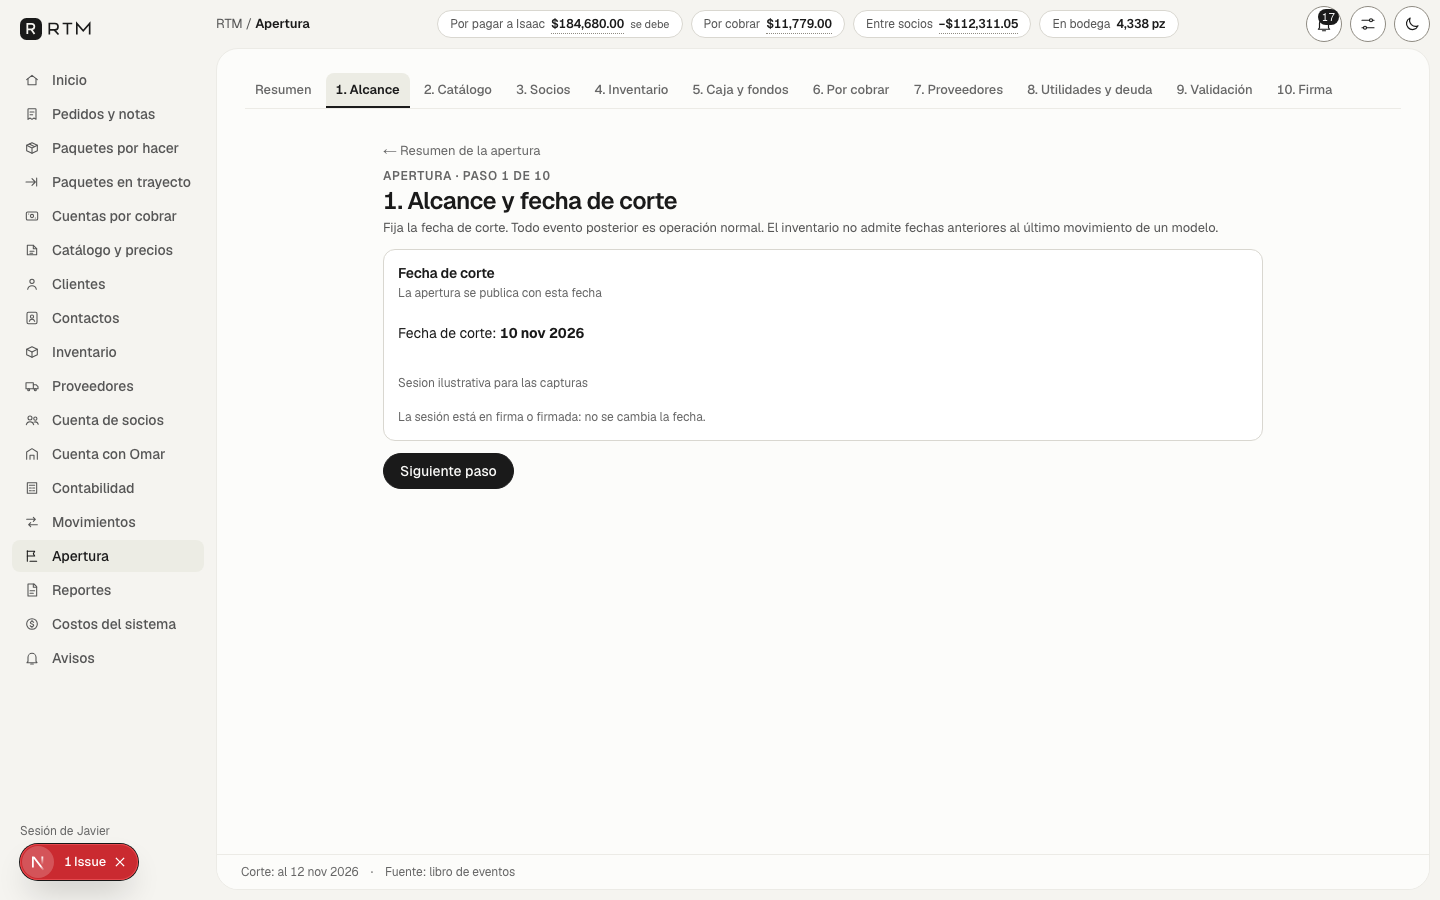 R RTM
RTM / Apertura
Por pagar a Isaac $184,680.00 se debe
Por cobrar $11,779.00
Entre socios −$112,311.05
En bodega 4,338 pz
17
Inicio
Pedidos y notas
Paquetes por hacer
Paquetes en trayecto
Cuentas por cobrar
Catálogo y precios
Clientes
Contactos
Inventario
Proveedores
Cuenta de socios
Cuenta con Omar
Contabilidad
Movimientos
Apertura
Reportes
Costos del sistema
Avisos
Sesión de Javier
N 1 Issue
Resumen 1. Alcance 2. Catálogo 3. Socios 4. Inventario 5. Caja y fondos 6. Por cobrar 7. Proveedores 8. Utilidades y deuda 9. Validación 10. Firma
← Resumen de la apertura
APERTURA · PASO 1 DE 10
1. Alcance y fecha de corte
Fija la fecha de corte. Todo evento posterior es operación normal. El inventario no admite fechas anteriores al último movimiento de un modelo.
Fecha de corte
La apertura se publica con esta fecha
Fecha de corte: 10 nov 2026
Sesion ilustrativa para las capturas
La sesión está en firma o firmada: no se cambia la fecha.
Siguiente paso
Corte: al 12 nov 2026 · Fuente: libro de eventos